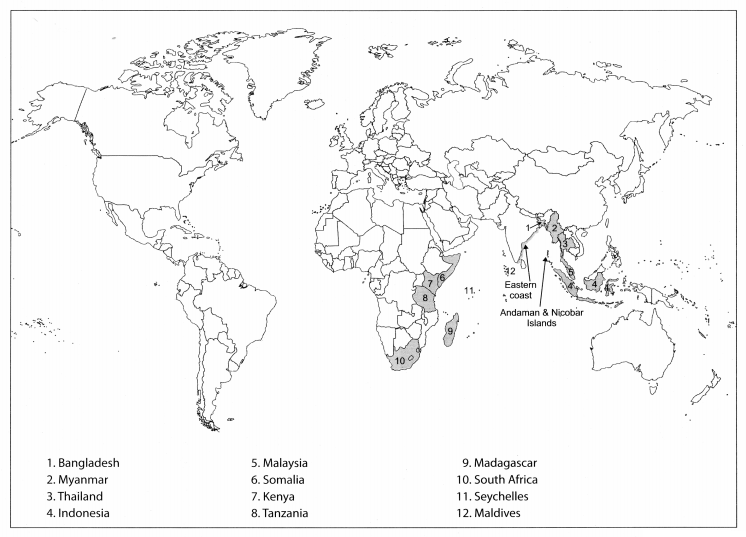 1
2
3
12
5
4
4
6
7
11
8
9
10
Eastern
coast
Andaman & Nicobar
Islands
1. Bangladesh
2. Myanmar
3. Thailand
4. Indonesia
5. Malaysia
6. Somalia
7. Kenya
8. Tanzania
9. Madagascar
10. South Africa
11. Seychelles
12. Maldives